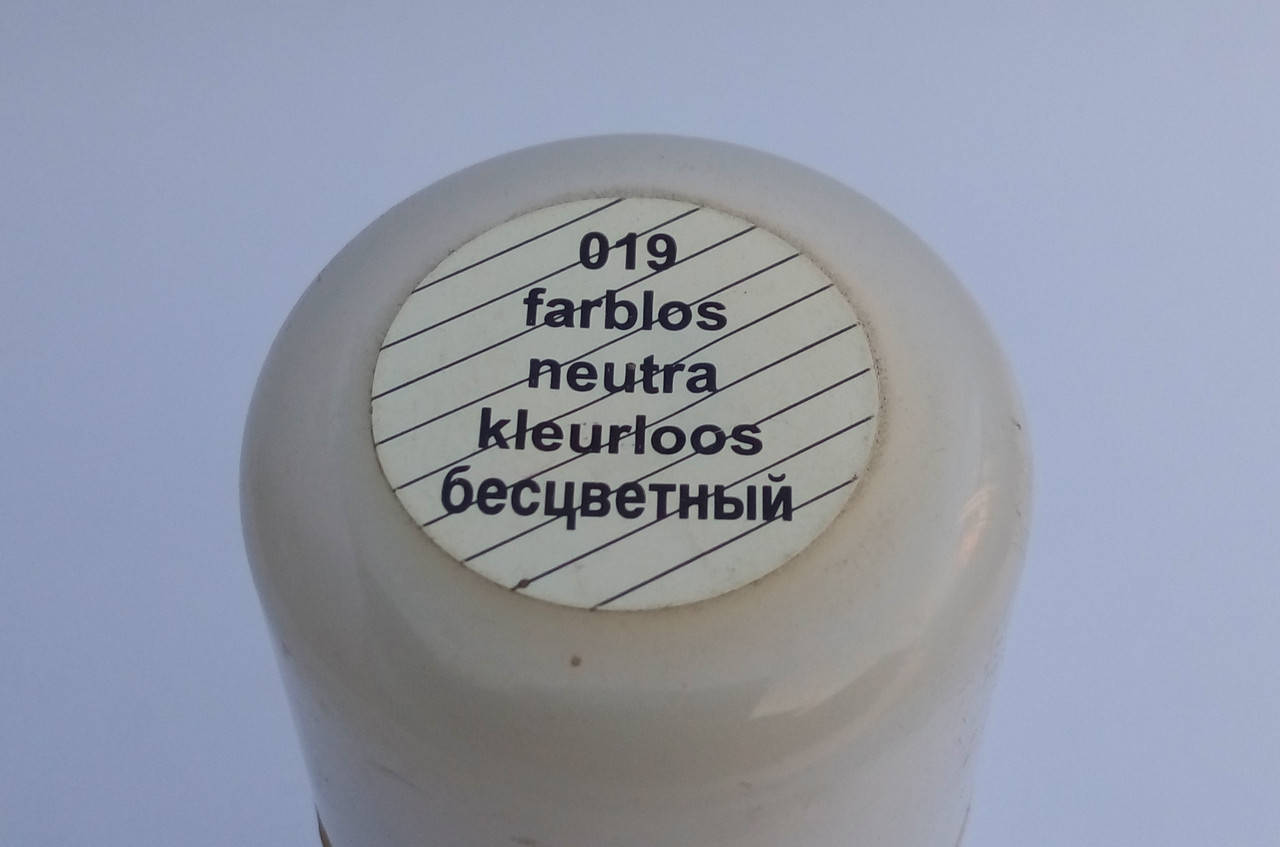 019
farblos
neutra
kleurloos
бесцветный